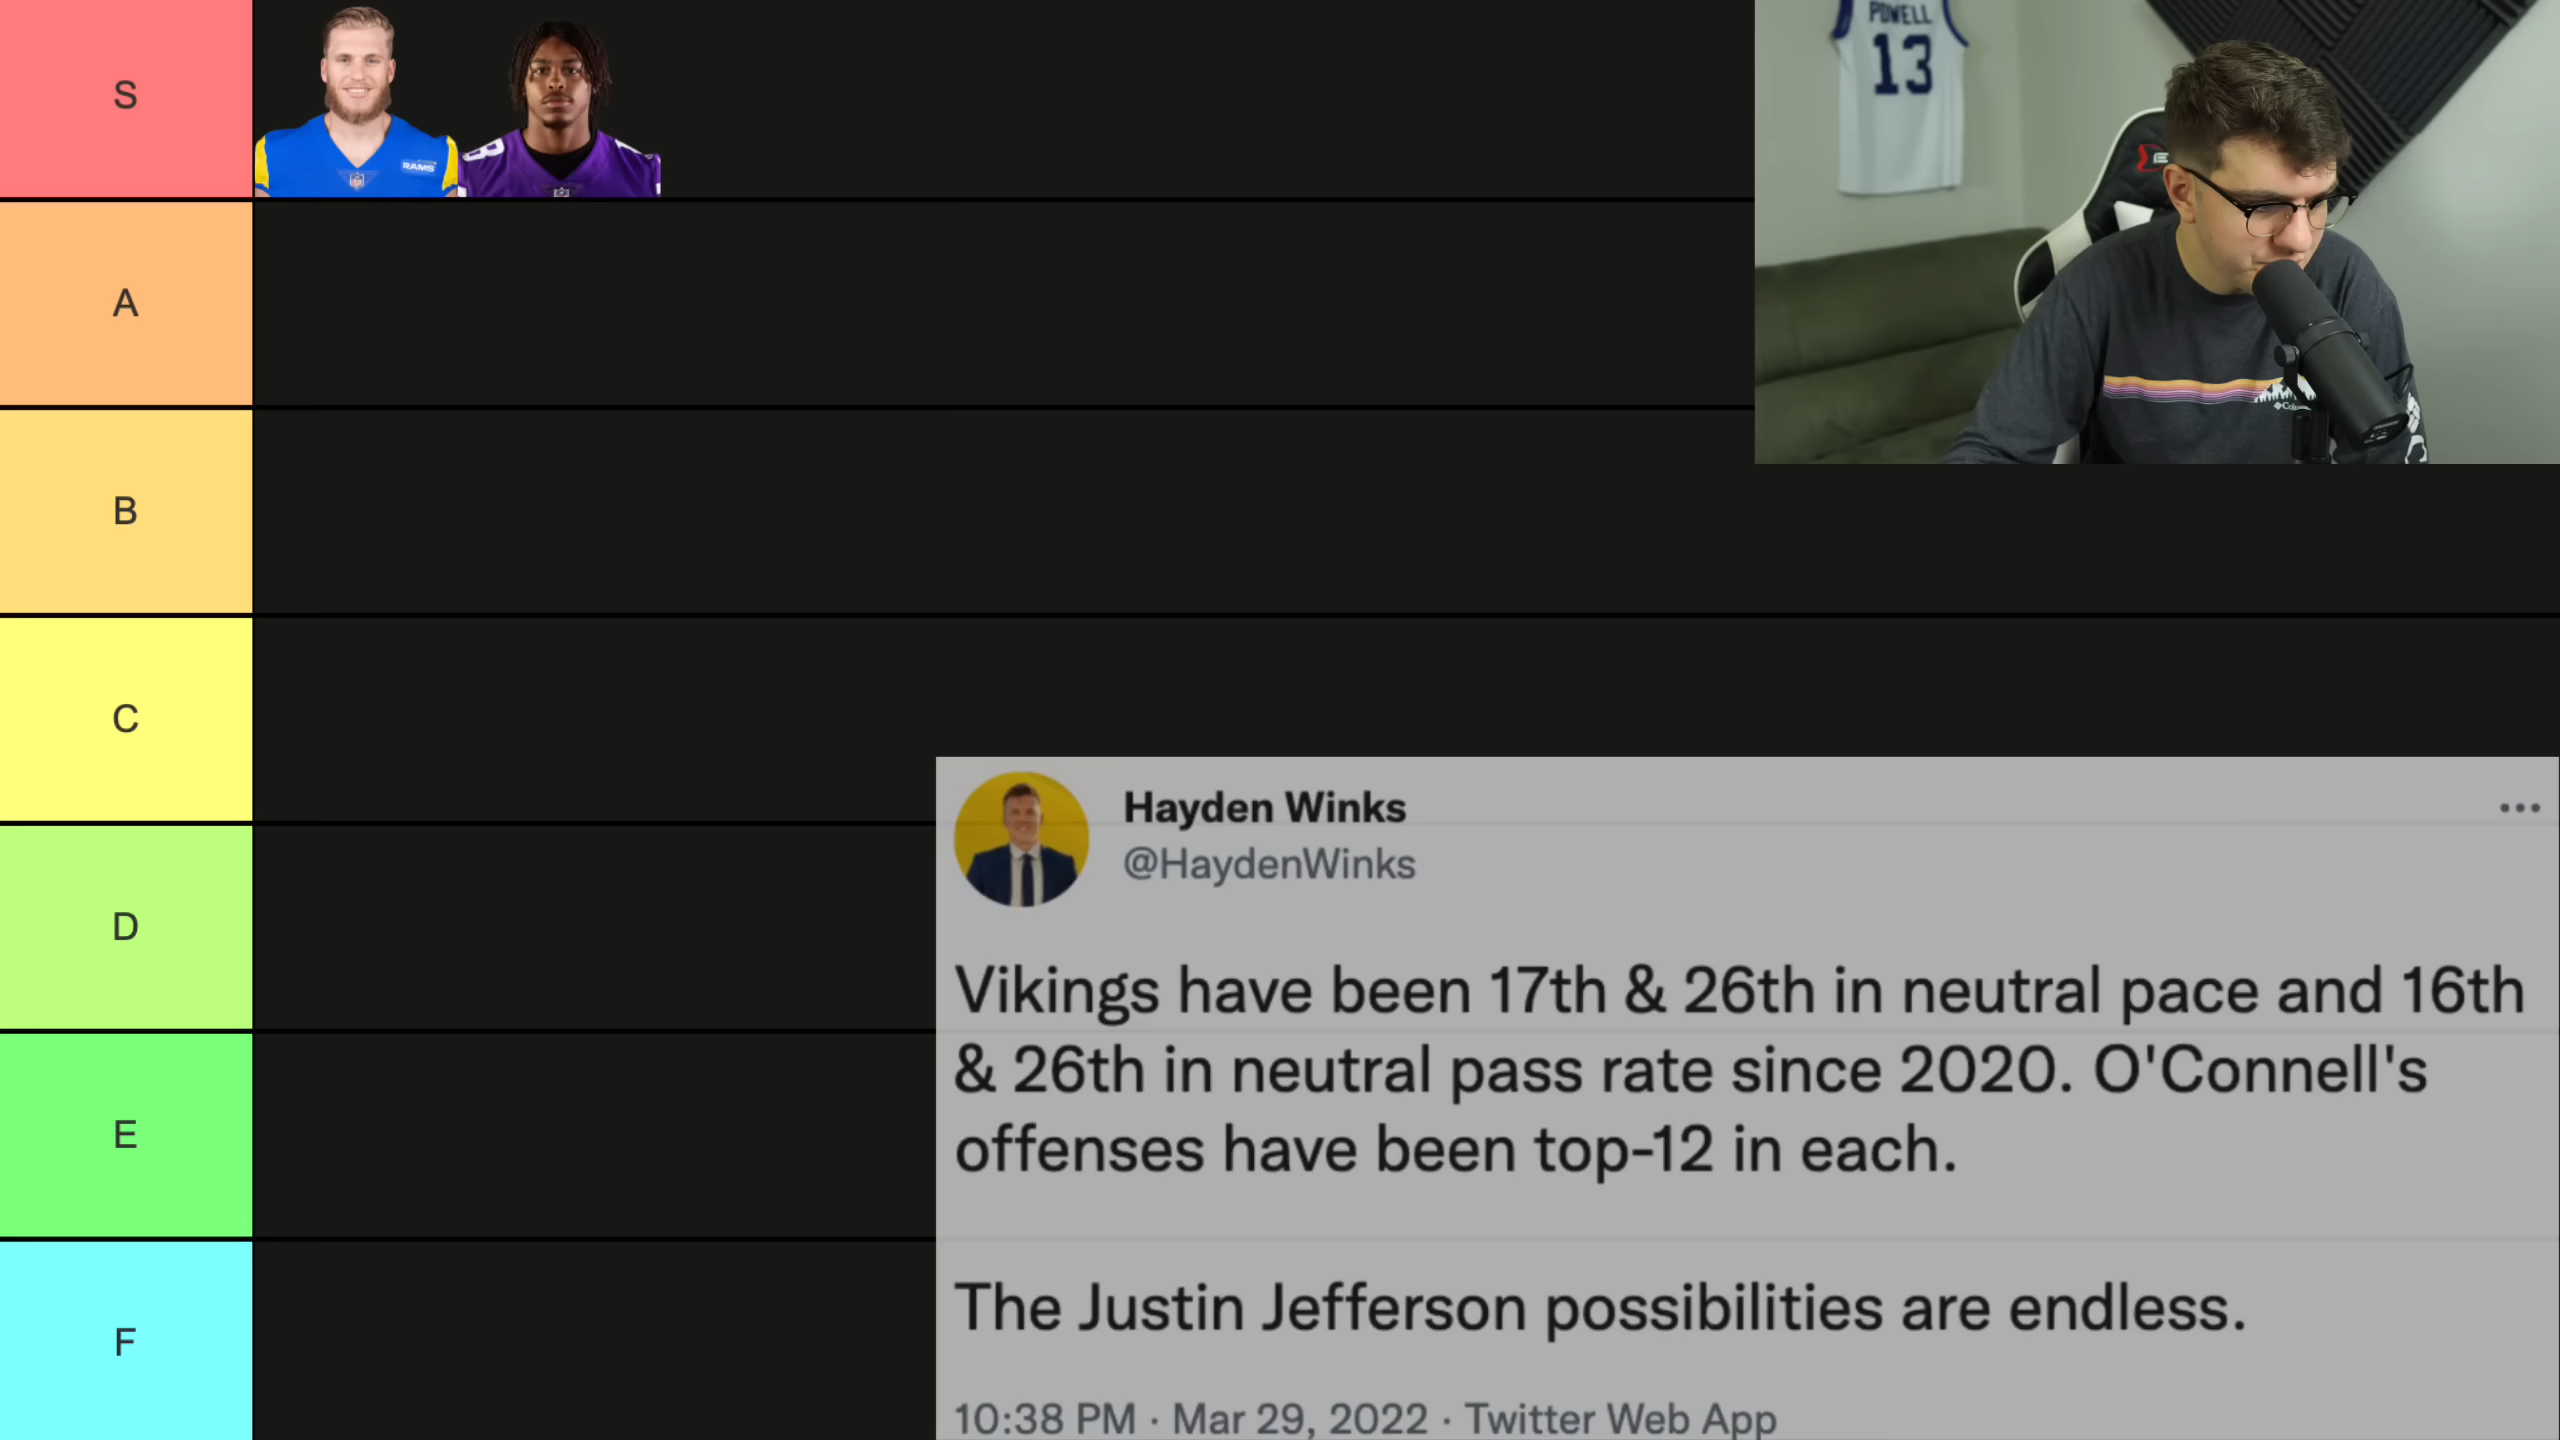 S
RAMS
POWELL
13
A
B
C
Hayden Winks
@HaydenWinks
D
Vikings have been 17th & 26th in neutral pace and 16th
& 26th in neutral pass rate since 2020. O'Connell's
offenses have been top-12 in each.
E
The Justin Jefferson possibilities are endless.
F
10:38 PM · Mar 29, 2022 · Twitter Web App